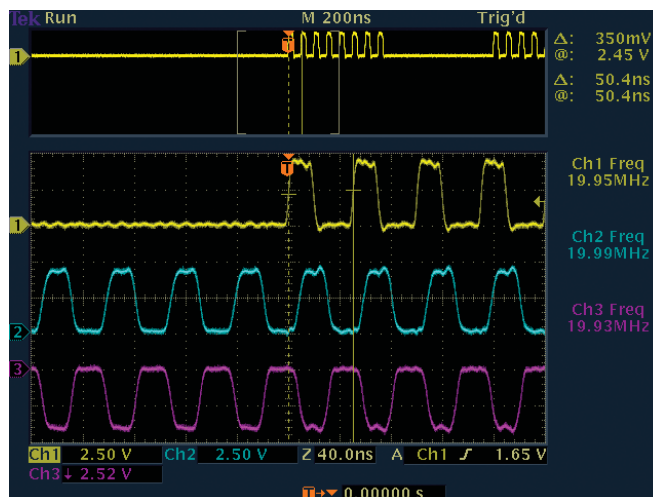 Tek Run M 200ns Trig'd
T
1
Δ: 350mV
@: 2.45 V
Δ: 50.4ns
@: 50.4ns
T
Ch1 Freq
19.95MHz
1
Ch2 Freq
19.99MHz
Ch3 Freq
19.93MHz
2
3
Ch1 2.50 V Ch2 2.50 V Z 40.0ns A Ch1 ʃ 1.65 V
Ch3↓ 2.52 V
T→▾ 0.00000 s